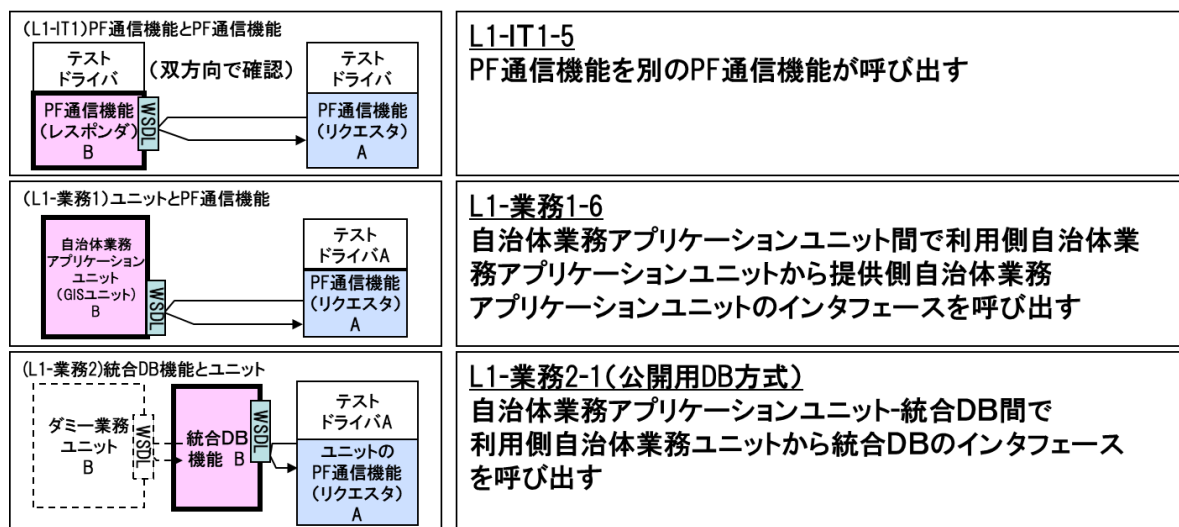 (L1-IT1)PF通信機能とPF通信機能
テスト
ドライバ
(双方向で確認)
テスト
ドライバ
PF通信機能
(レスポンダ)
B
WSDL
PF通信機能
(リクエスタ)
A
L1-IT1-5
PF通信機能を別のPF通信機能が呼び出す
(L1-業務1)ユニットとPF通信機能
自治体業務
アプリケーション
ユニット
(GISユニット)
B
WSDL
テスト
ドライバA
PF通信機能
(リクエスタ)
A
L1-業務1-6
自治体業務アプリケーションユニット間で利用側自治体業
務アプリケーションユニットから提供側自治体業務
アプリケーションユニットのインタフェースを呼び出す
(L1-業務2)統合DB機能とユニット
ダミー業務
ユニット
B
WSDL
統合DB
機能 B
WSDL
テスト
ドライバA
ユニットの
PF通信機能
(リクエスタ)
A
L1-業務2-1(公開用DB方式)
自治体業務アプリケーションユニット-統合DB間で
利用側自治体業務ユニットから統合DBのインタフェース
を呼び出す